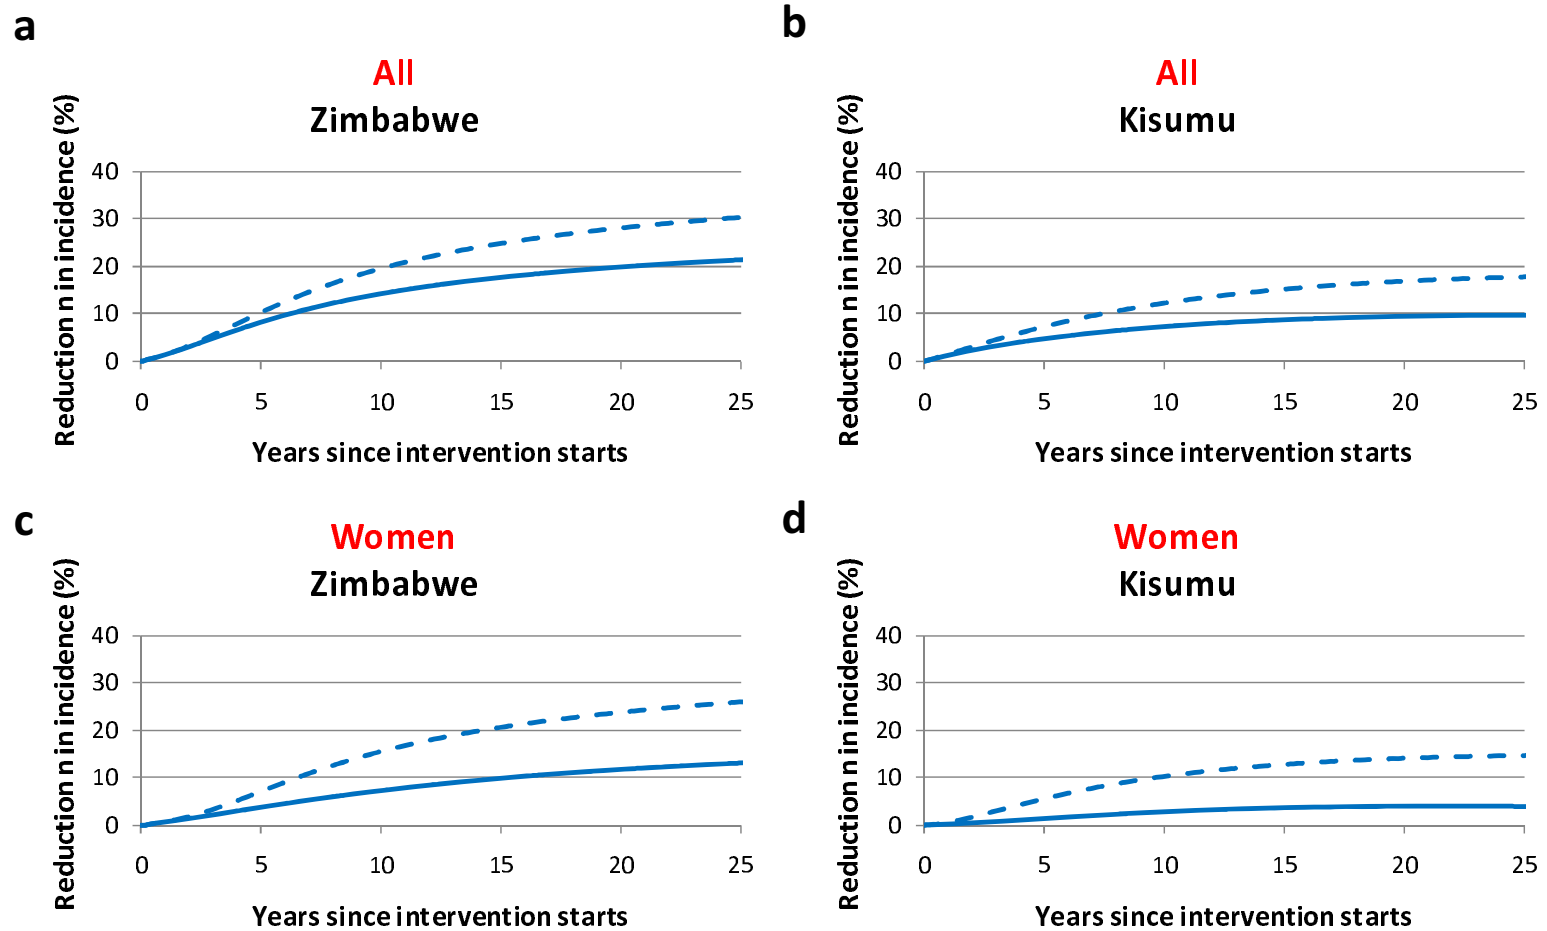 a
All
Zimbabwe
Reduction n in incidence (%)
40
30
20
10
0
0 5 10 15 20 25
Years since intervention starts
b
All
Kisumu
Reduction n in incidence (%)
40
30
20
10
0
0 5 10 15 20 25
Years since intervention starts
c
Women
Zimbabwe
Reduction n in incidence (%)
40
30
20
10
0
0 5 10 15 20 25
Years since intervention starts
d
Women
Kisumu
Reduction n in incidence (%)
40
30
20
10
0
0 5 10 15 20 25
Years since intervention starts